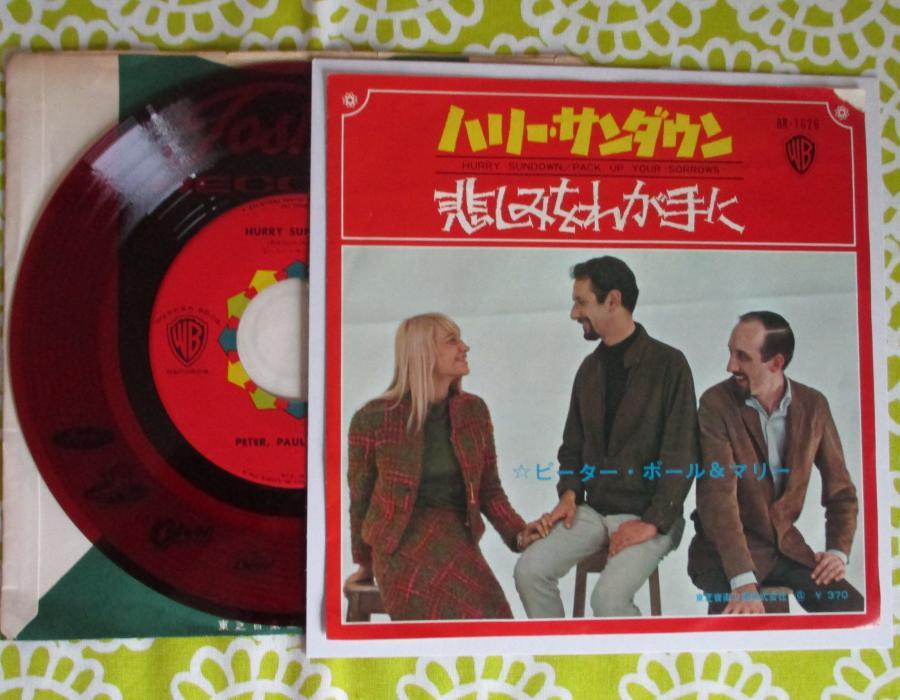 ハリー・サンダウン
BR-1626
WB
HURRY SUNDOWN/PACK UP YOUR SORROWS
悲しみをわが手に
☆ピーター・ポール&マリー
¥ 370
HURRY SUN
WB
PETER, PAUL
Odeon